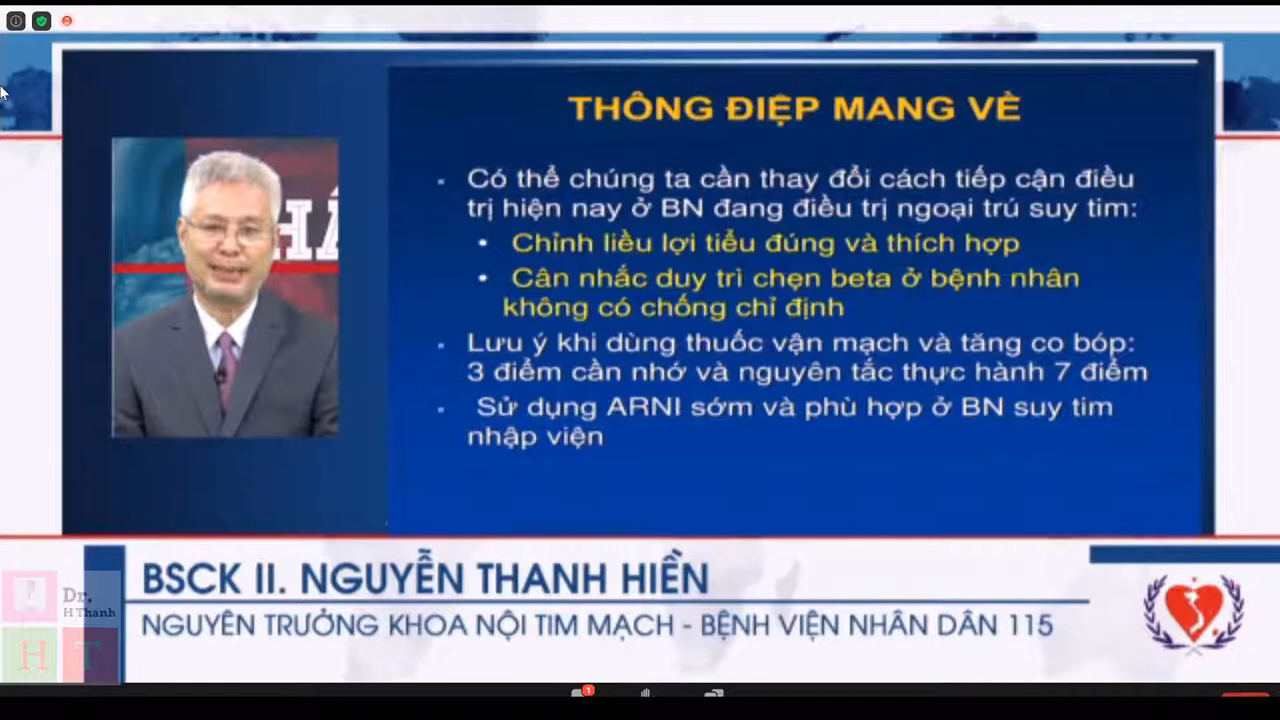 THÔNG ĐIỆP MANG VỀ
Có thể chúng ta cần thay đổi cách tiếp cận điều
trị hiện nay ở BN đang điều trị ngoại trú suy tim:
Chỉnh liều lợi tiểu đúng và thích hợp
Cân nhắc duy trì chẹn beta ở bệnh nhân
không có chống chỉ định
Lưu ý khi dùng thuốc vận mạch và tăng co bóp:
3 điểm cần nhớ và nguyên tắc thực hành 7 điểm
Sử dụng ARNI sớm và phù hợp ở BN suy tim
nhập viện
BSCK II. NGUYỄN THANH HIỀN
NGUYÊN TRƯỞNG KHOA NỘI TIM MẠCH - BỆNH VIỆN NHÂN DÂN 115
Dr.
H Thanh
H T
1